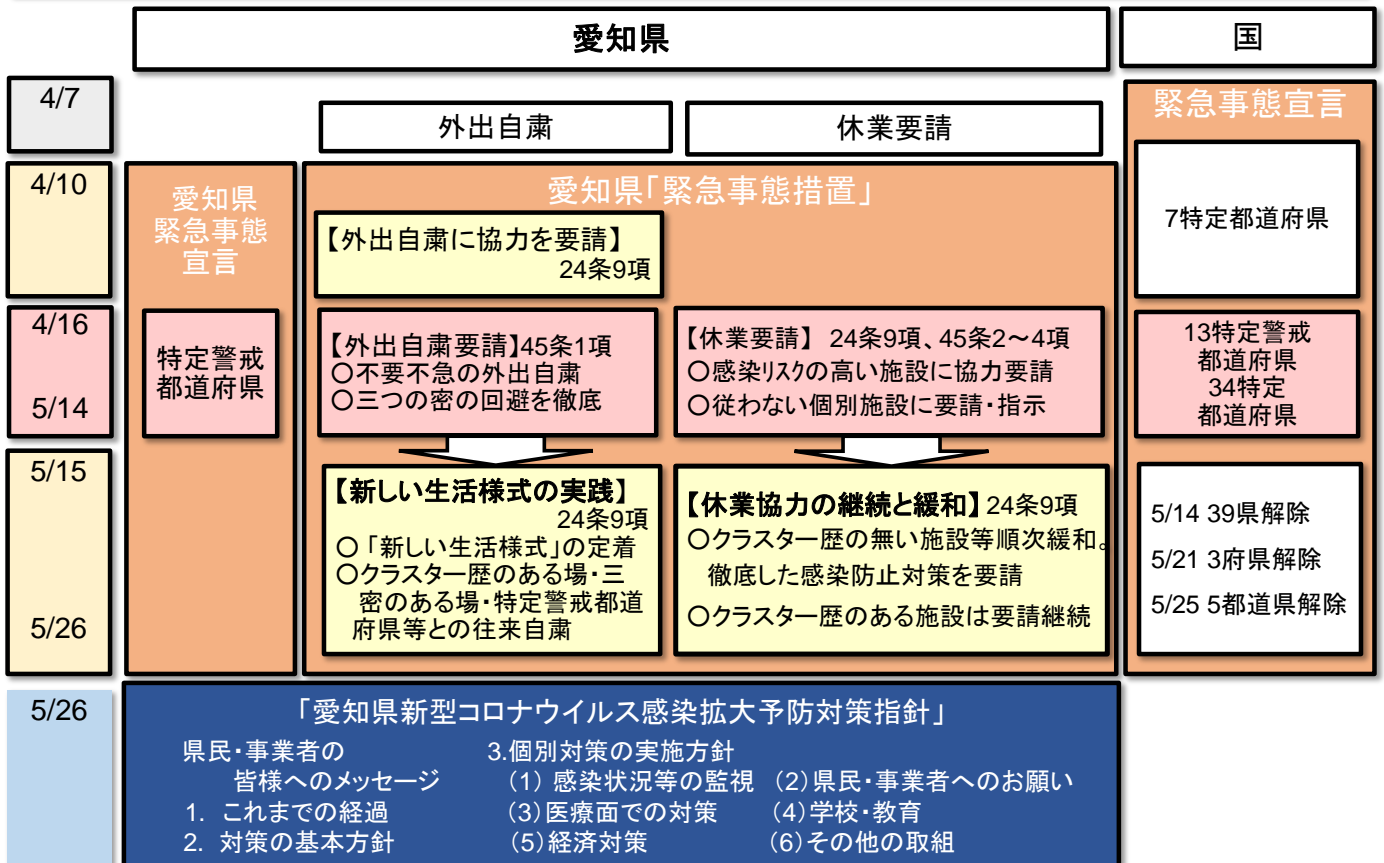 愛知県
国
4/7
外出自粛
休業要請
緊急事態宣言
4/10
愛知県
緊急事態
宣言
愛知県「緊急事態措置」
【外出自粛に協力を要請】
24条9項
7特定都道府県
4/16
5/14
特定警戒
都道府県
【外出自粛要請】45条1項
〇不要不急の外出自粛
〇三つの密の回避を徹底
【休業要請】 24条9項、45条2～4項
〇感染リスクの高い施設に協力要請
〇従わない個別施設に要請・指示
13特定警戒
都道府県
34特定
都道府県
5/15
5/26
【新しい生活様式の実践】
24条9項
〇「新しい生活様式」の定着
〇クラスター歴のある場・三
密のある場・特定警戒都道
府県等との往来自粛
【休業協力の継続と緩和】24条9項
〇クラスター歴の無い施設等順次緩和。
徹底した感染防止対策を要請
〇クラスター歴のある施設は要請継続
5/14 39県解除
5/21 3府県解除
5/25 5都道県解除
5/26
「愛知県新型コロナウイルス感染拡大予防対策指針」
県民・事業者の
皆様へのメッセージ
1. これまでの経過
2. 対策の基本方針
3.個別対策の実施方針
（1） 感染状況等の監視 （2）県民・事業者へのお願い
（3）医療面での対策 （4）学校・教育
（5）経済対策 （6）その他の取組